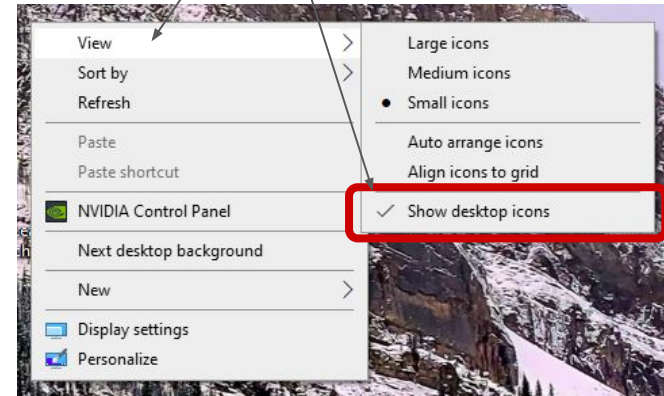 View
Sort by
Refresh
Paste
Paste shortcut
NVIDIA Control Panel
Next desktop background
New
Display settings
Personalize
Large icons
Medium icons
Small icons
Auto arrange icons
Align icons to grid
Show desktop icons